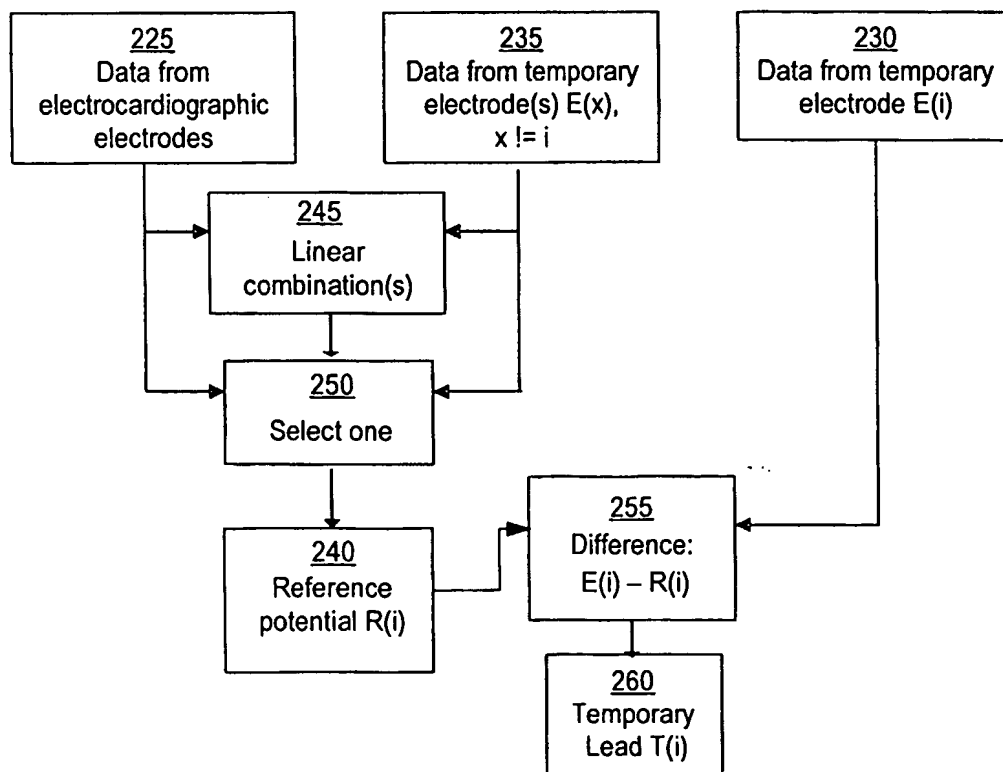 225
Data from
electrocardiographic
electrodes
235
Data from temporary
electrode(s) E(x),
x != i
230
Data from temporary
electrode E(i)
245
Linear
combination(s)
250
Select one
240
Reference
potential R(i)
255
Difference:
E(i) – R(i)
260
Temporary
Lead T(i)